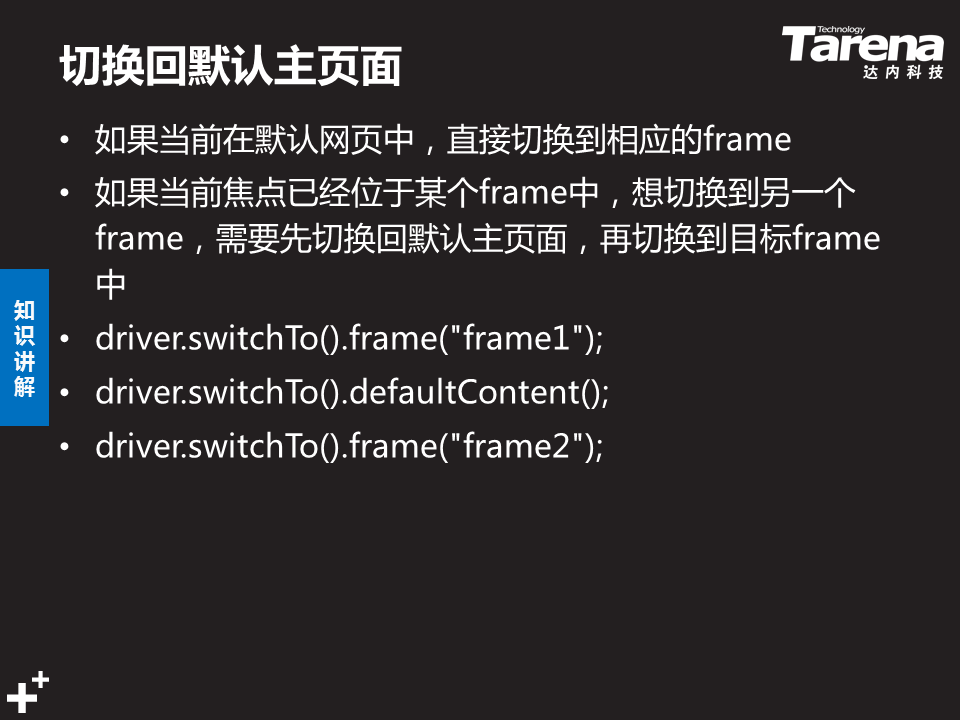 切换回默认主页面
Technology
Tarena
达内科技
• 如果当前在默认网页中，直接切换到相应的frame
• 如果当前焦点已经位于某个frame中，想切换到另一个
frame，需要先切换回默认主页面，再切换到目标frame
中
• driver.switchTo().frame("frame1");
• driver.switchTo().defaultContent();
• driver.switchTo().frame("frame2");
知
识
讲
解